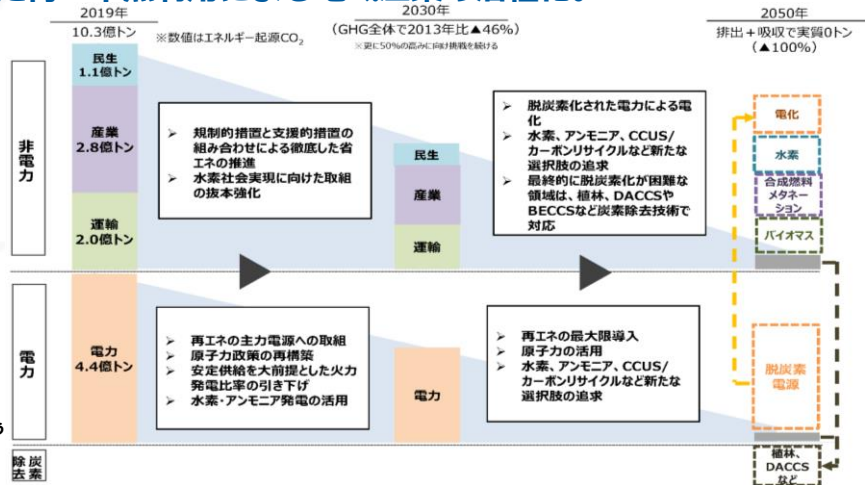 2019年
10.3億トン
※数値はエネルギー起源CO2
2030年
(GHG全体で2013年比▲46%)
※更に50%の高みに向け挑戦を続ける
2050年
排出+吸収で実質0トン
(▲100%)
非電力
民生
1.1億トン
産業
2.8億トン
運輸
2.0億トン
➢ 規制的措置と支援的措置の
組み合わせによる徹底した省
エネの推進
➢ 水素社会実現に向けた取組
の抜本強化
民生
産業
運輸
➢ 脱炭素化された電力による電
化
➢ 水素、アンモニア、CCUS/
カーボンリサイクルなど新たな
選択肢の追求
➢ 最終的に脱炭素化が困難な
領域は、植林、DACCSや
BECCSなど炭素除去技術で
対応
電化
水素
合成燃料
メタネー
ション
バイオマス
電力
電力
4.4億トン
➢ 再エネの主力電源への取組
➢ 原子力政策の再構築
➢ 安定供給を大前提とした火力
発電比率の引き下げ
➢ 水素・アンモニア発電の活用
電力
➢ 再エネの最大限導入
➢ 原子力の活用
➢ 水素、アンモニア、CCUS/
カーボンリサイクルなど新たな
選択肢の追求
脱炭素
電源
炭素除去
植林、
DACCS
など